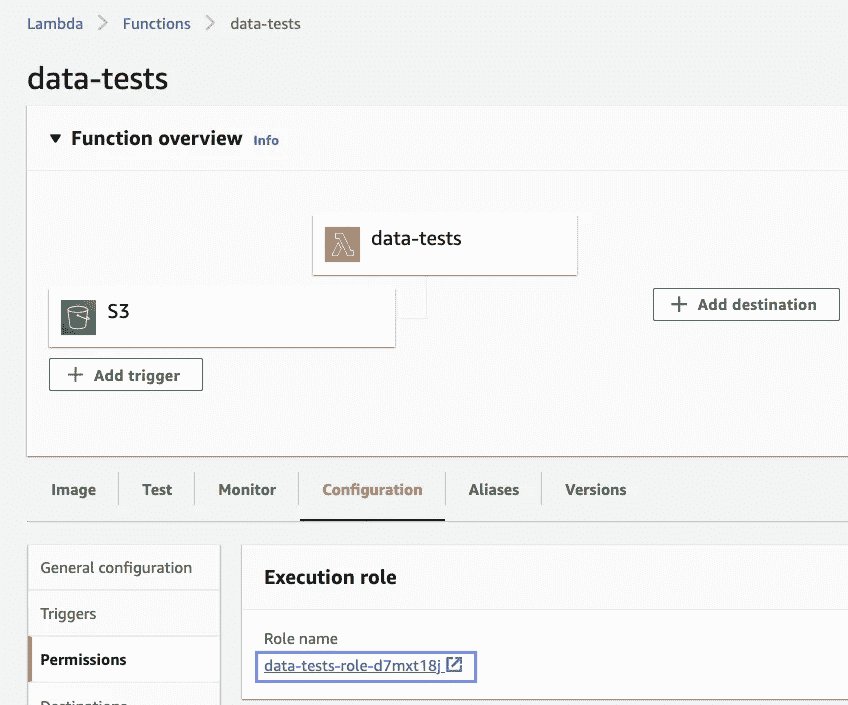 Lambda > Functions > data-tests
data-tests
▼ Function overview Info
data-tests
S3
+ Add destination
+ Add trigger
Image Test Monitor Configuration Aliases Versions
General configuration
Execution role
Triggers
Role name
Permissions
data-tests-role-d7mxt18j
Destinations